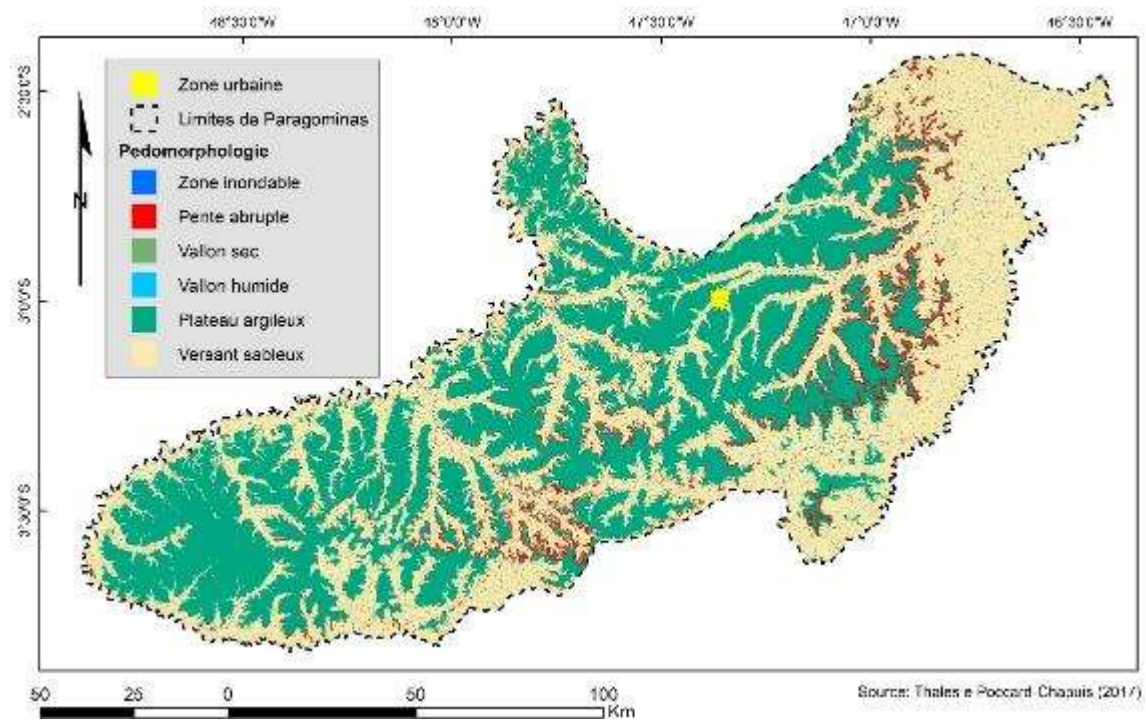 48°30'0"W 48°0'0"W 47°30'0"W 47°0'0"W 46°30'0"W
2°30'0"S
3°0'0"S
3°30'0"S
N
Zone urbaine
Limites de Paragominas
Pedomorphologie
Zone inondable
Pente abrupte
Vallon sec
Vallon humide
Plateau argileux
Versant sableux
50 25 0 50 100
Km
Source: Thales e Poccard-Chapuis (2017)